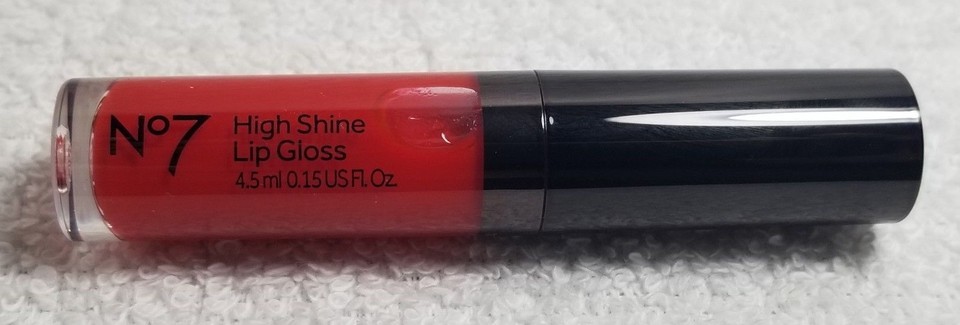 No7
High Shine
Lip Gloss
4.5 ml 0.15 US Fl. Oz.